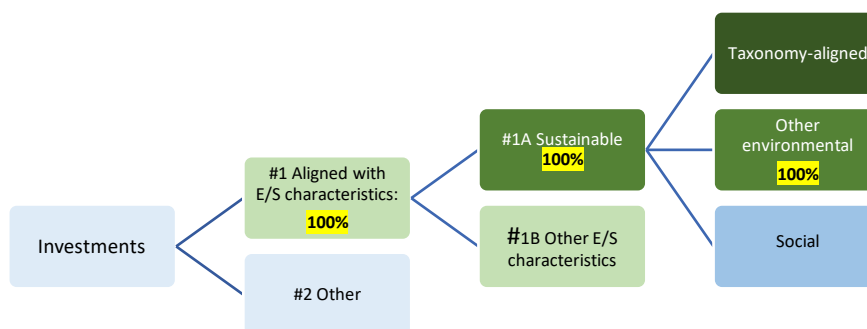 Taxonomy-aligned
#1A Sustainable
100%
Other
environmental
100%
#1 Aligned with
E/S characteristics:
100%
Investments
#1B Other E/S
characteristics
Social
#2 Other